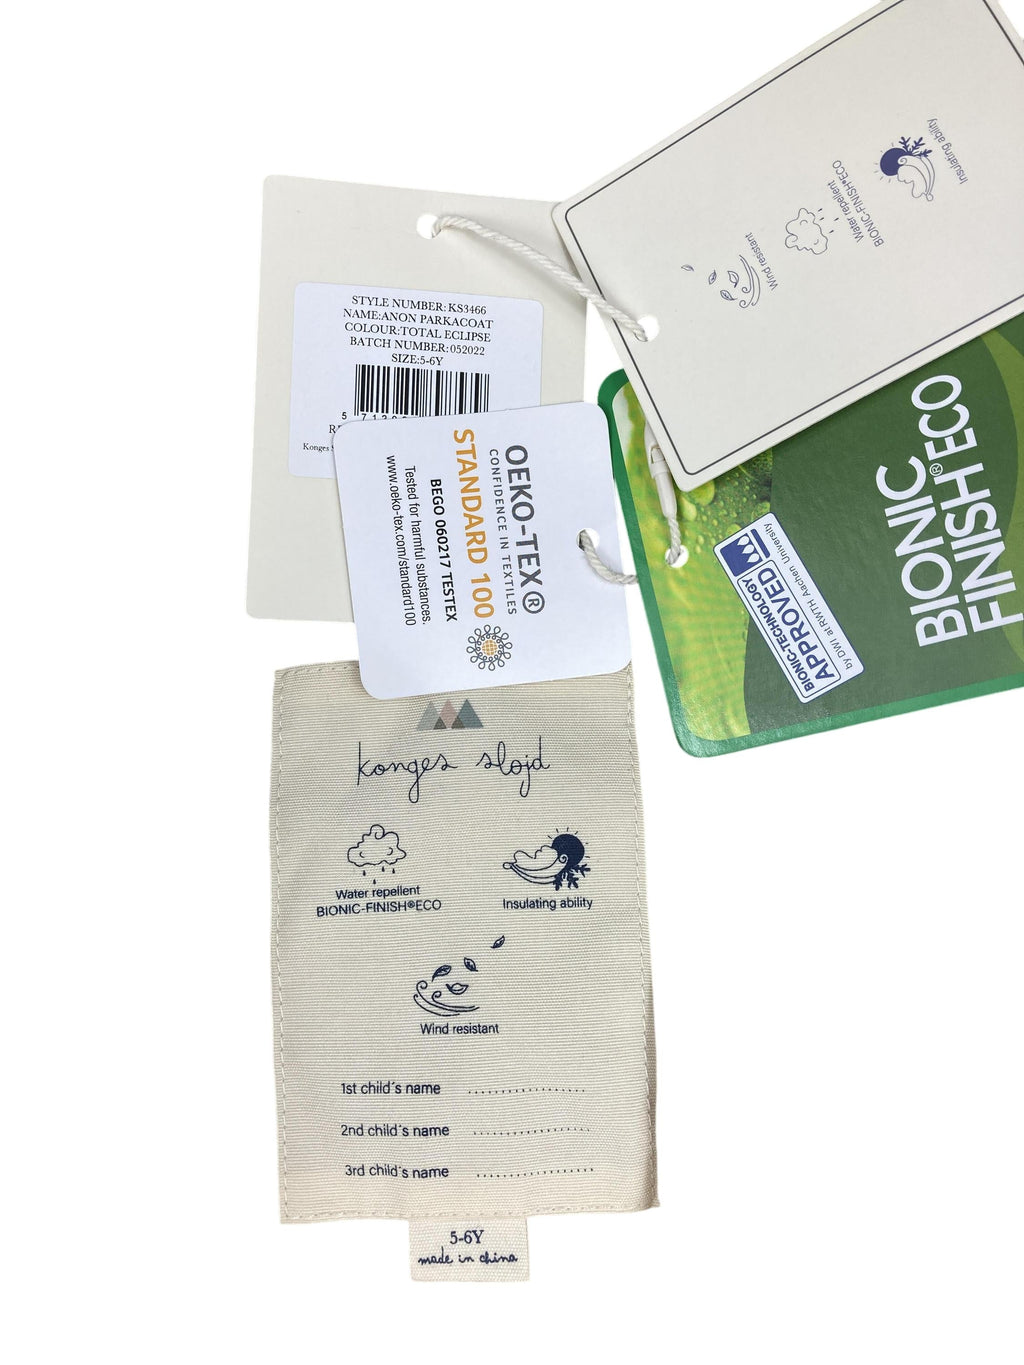 STYLE NUMBER: KS3466
NAME:ANON PARKACOAT
COLOUR:TOTAL ECLIPSE
BATCH NUMBER: 052022
SIZE:5-6Y
Konges
OEKO-TEX®
CONFIDENCE IN TEXTILES
STANDARD 100
BEGO 060217 TESTEX
Tested for harmful substances.
www.oeko-tex.com/standard100
Insulating ability
Water repellent
BIONIC-FINISH®ECO
Wind resistant
BIONIC
FINISH®ECO
BIONIC-TECHNOLOGY
APPROVED
by DWI at RWTH Aachen University
konges sløjd
Water repellent
BIONIC-FINISH®ECO
Insulating ability
Wind resistant
1st child´s name
2nd child´s name
3rd child´s name
5-6Y
made in china